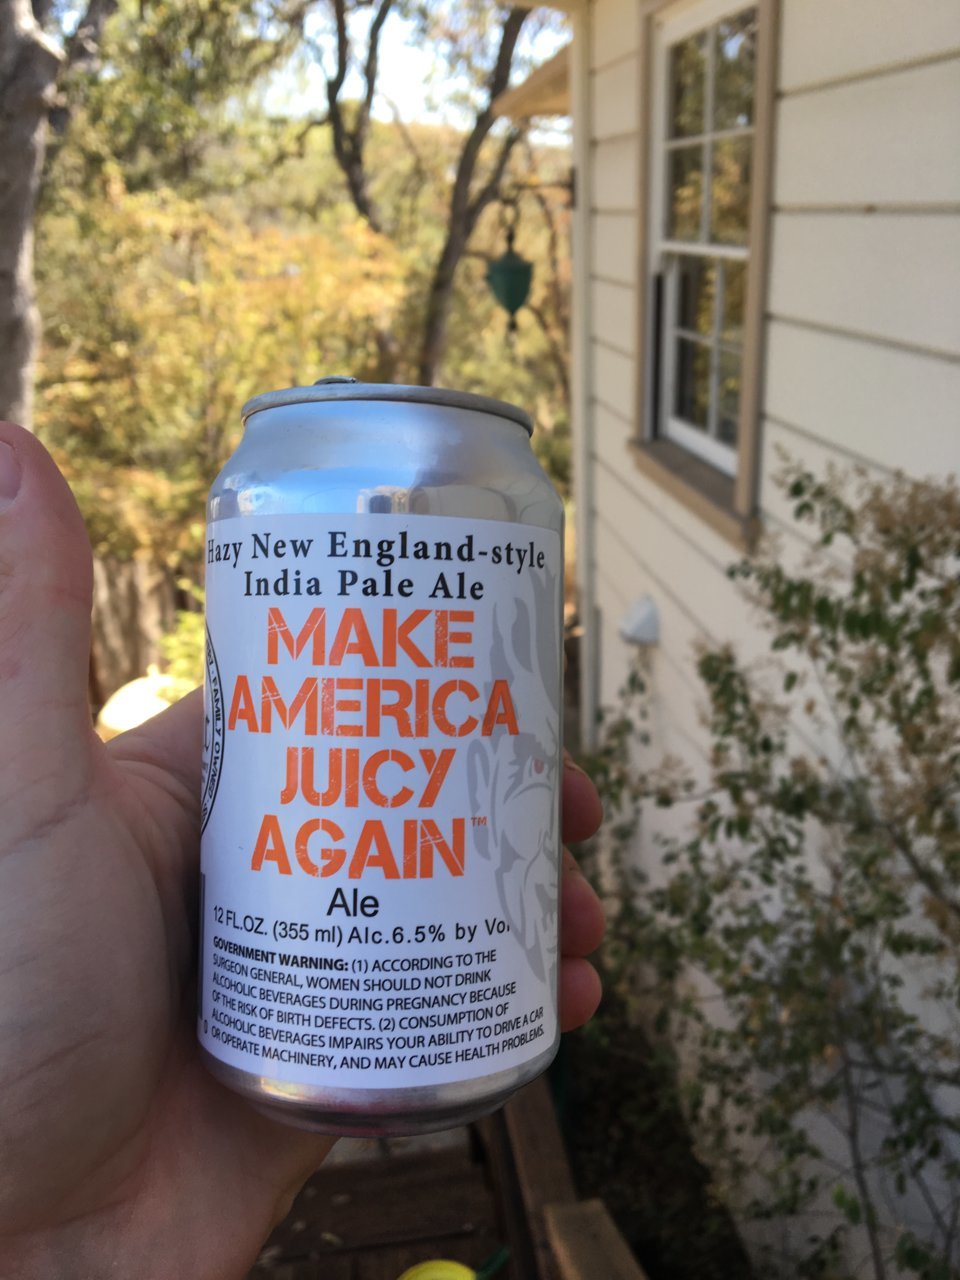 Hazy New England-style
India Pale Ale
MAKE
AMERICA
JUICY
AGAIN™
Ale
12 FL.OZ. (355 ml) Alc.6.5% by Vol.
GOVERNMENT WARNING: (1) ACCORDING TO THE
SURGEON GENERAL, WOMEN SHOULD NOT DRINK
ALCOHOLIC BEVERAGES DURING PREGNANCY BECAUSE
OF THE RISK OF BIRTH DEFECTS. (2) CONSUMPTION OF
ALCOHOLIC BEVERAGES IMPAIRS YOUR ABILITY TO DRIVE A CAR
OR OPERATE MACHINERY, AND MAY CAUSE HEALTH PROBLEMS.
FAMILY OWNED